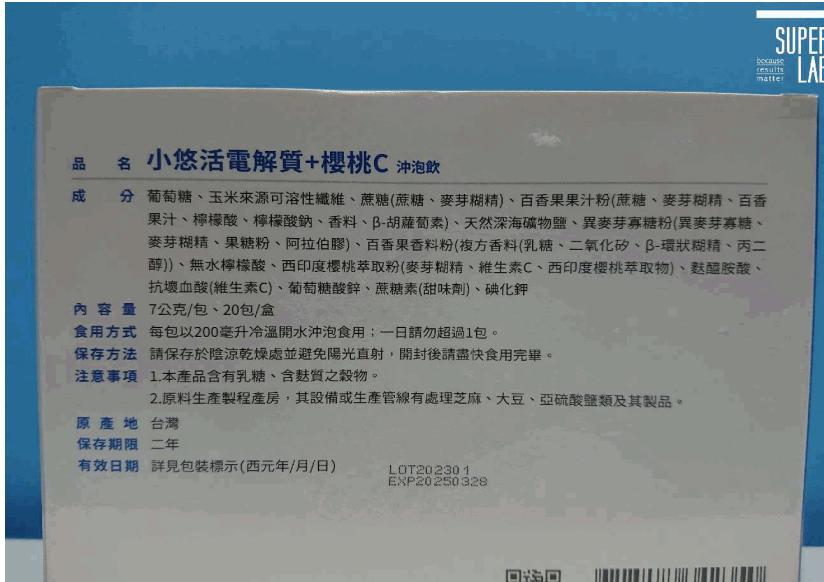 SUPER
LAB
because
results
matter
品名 小悠活電解質+櫻桃C 沖泡飲
成分 葡萄糖、玉米來源可溶性纖維、蔗糖(蔗糖、麥芽糊精)、百香果果汁粉(蔗糖、麥芽糊精、百香
果汁、檸檬酸、檸檬酸鈉、香料、β-胡蘿蔔素)、天然深海礦物鹽、異麥芽寡糖粉(異麥芽寡糖、
麥芽糊精、果糖粉、阿拉伯膠)、百香果香料粉(複方香料(乳糖、二氧化矽、β-環狀糊精、丙二
醇))、無水檸檬酸、西印度櫻桃萃取粉(麥芽糊精、維生素C、西印度櫻桃萃取物)、麩醯胺酸、
抗壞血酸(維生素C)、葡萄糖酸鋅、蔗糖素(甜味劑)、碘化鉀
內容量 7公克/包、20包/盒
食用方式 每包以200毫升冷溫開水沖泡食用；一日請勿超過1包。
保存方法 請保存於陰涼乾燥處並避免陽光直射，開封後請盡快食用完畢。
注意事項 1.本產品含有乳糖、含麩質之穀物。
2.原料生產製程產房，其設備或生產管線有處理芝麻、大豆、亞硫酸鹽類及其製品。
原產地 台灣
保存期限 二年
有效日期 詳見包裝標示(西元年/月/日)
LOT202301
EXP20250328